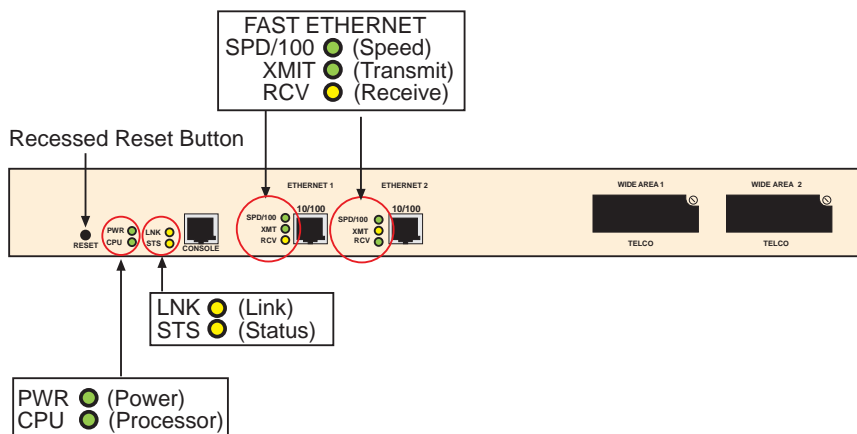 FAST ETHERNET
SPD/100 (Speed)
XMIT (Transmit)
RCV (Receive)
Recessed Reset Button
ETHERNET 1
ETHERNET 2
WIDE AREA 1
WIDE AREA 2
10/100
10/100
RESET
PWR
CPU
LNK
STS
CONSOLE
SPD/100
XMT
RCV
SPD/100
XMT
RCV
TELCO
TELCO
LNK (Link)
STS (Status)
PWR (Power)
CPU (Processor)